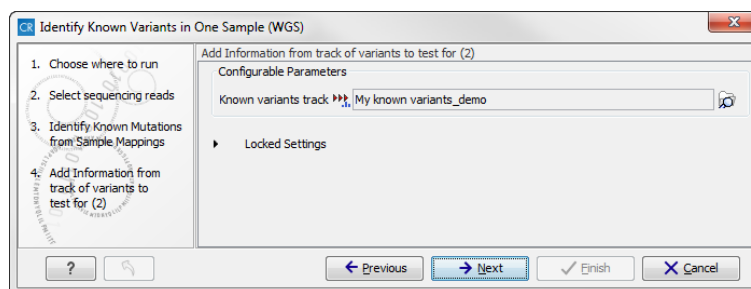 CR Identify Known Variants in One Sample (WGS)
Add Information from track of variants to test for (2)
1. Choose where to run
2. Select sequencing reads
3. Identify Known Mutations
from Sample Mappings
4. Add Information from
track of variants to
test for (2)
Configurable Parameters
Known variants track My known variants_demo
Locked Settings
?
Previous
Next
Finish
Cancel